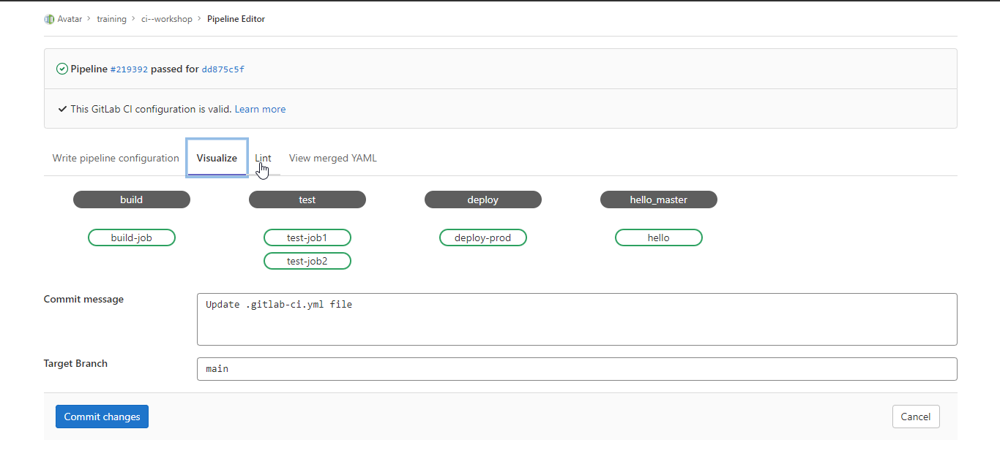 Avatar > training > ci--workshop > Pipeline Editor
Pipeline #219392 passed for dd875c5f
This GitLab CI configuration is valid. Learn more
Write pipeline configuration Visualize Lint View merged YAML
build test deploy hello_master
build-job test-job1 deploy-prod hello
test-job2
Commit message
Update .gitlab-ci.yml file
Target Branch
main
Commit changes Cancel